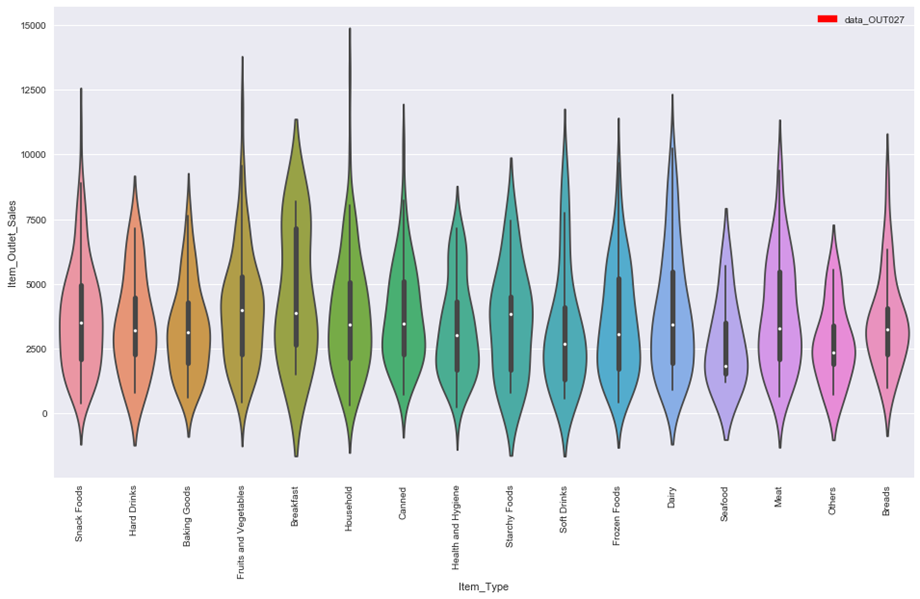 data_OUT027
15000
12500
10000
7500
5000
2500
0
Item_Outlet_Sales
Snack Foods
Hard Drinks
Baking Goods
Fruits and Vegetables
Breakfast
Household
Canned
Health and Hygiene
Starchy Foods
Soft Drinks
Frozen Foods
Dairy
Seafood
Meat
Others
Breads
Item_Type